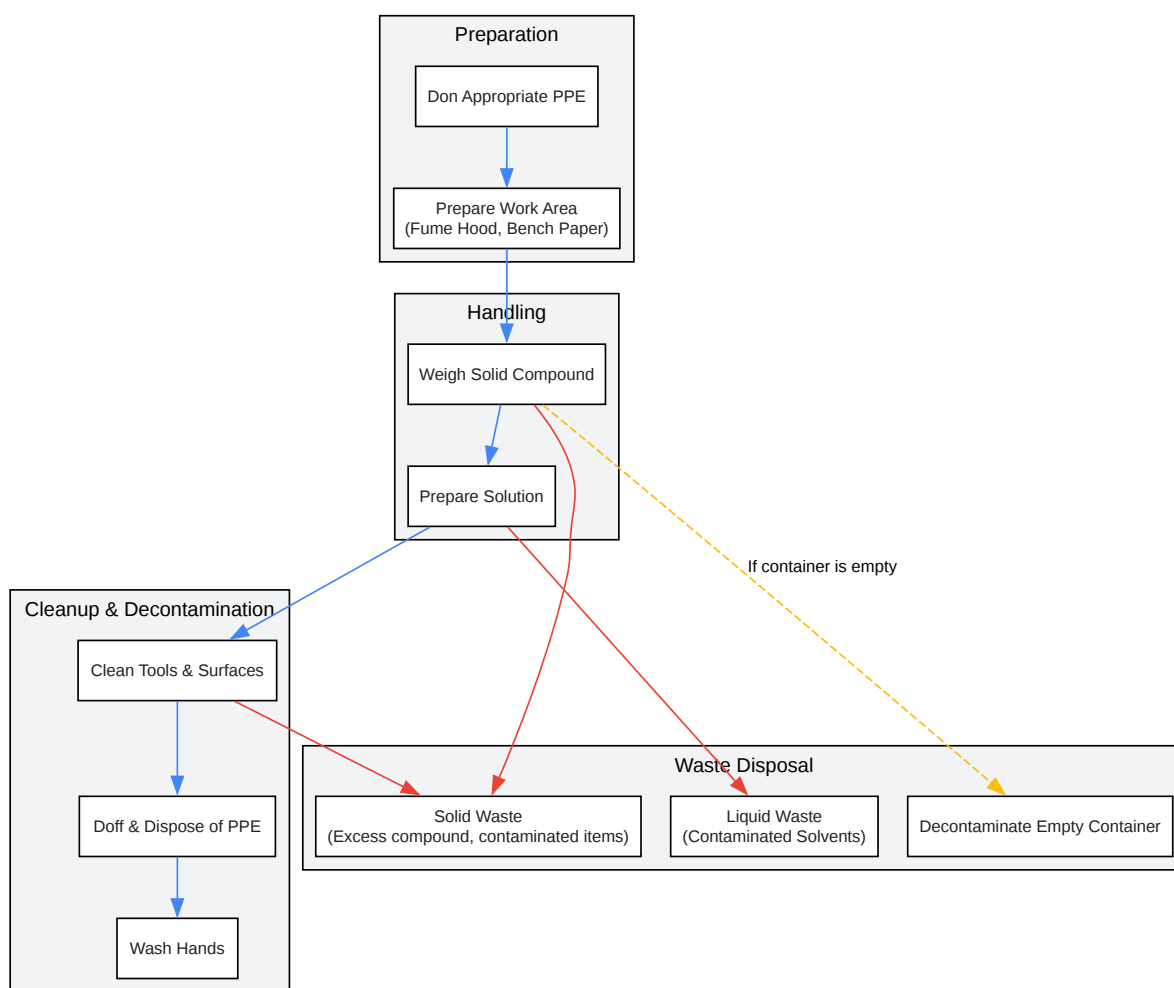 Preparation
Don Appropriate PPE
Prepare Work Area
(Fume Hood, Bench Paper)
Handling
Weigh Solid Compound
Prepare Solution
If container is empty
Cleanup & Decontamination
Clean Tools & Surfaces
Doff & Dispose of PPE
Wash Hands
Waste Disposal
Solid Waste
(Excess compound, contaminated items)
Liquid Waste
(Contaminated Solvents)
Decontaminate Empty Container